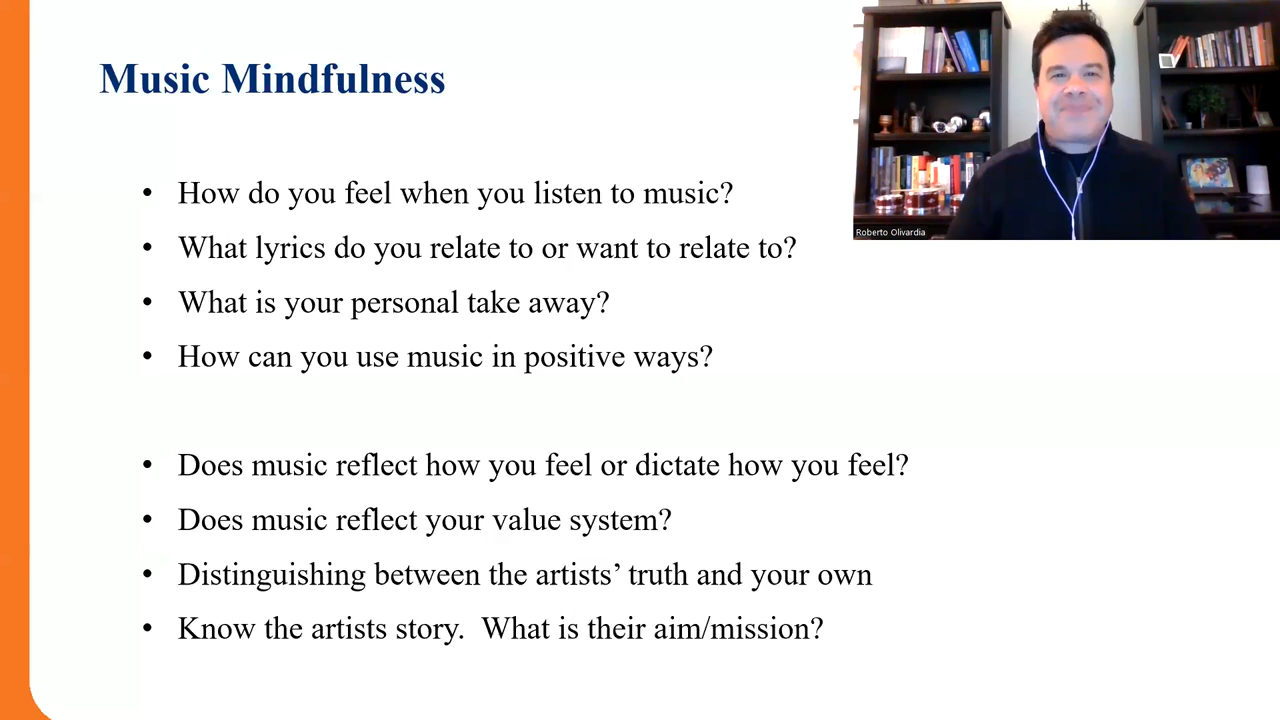 Music Mindfulness
Roberto Olivardia
• How do you feel when you listen to music?
• What lyrics do you relate to or want to relate to?
• What is your personal take away?
• How can you use music in positive ways?
• Does music reflect how you feel or dictate how you feel?
• Does music reflect your value system?
• Distinguishing between the artists’ truth and your own
• Know the artists story.  What is their aim/mission?